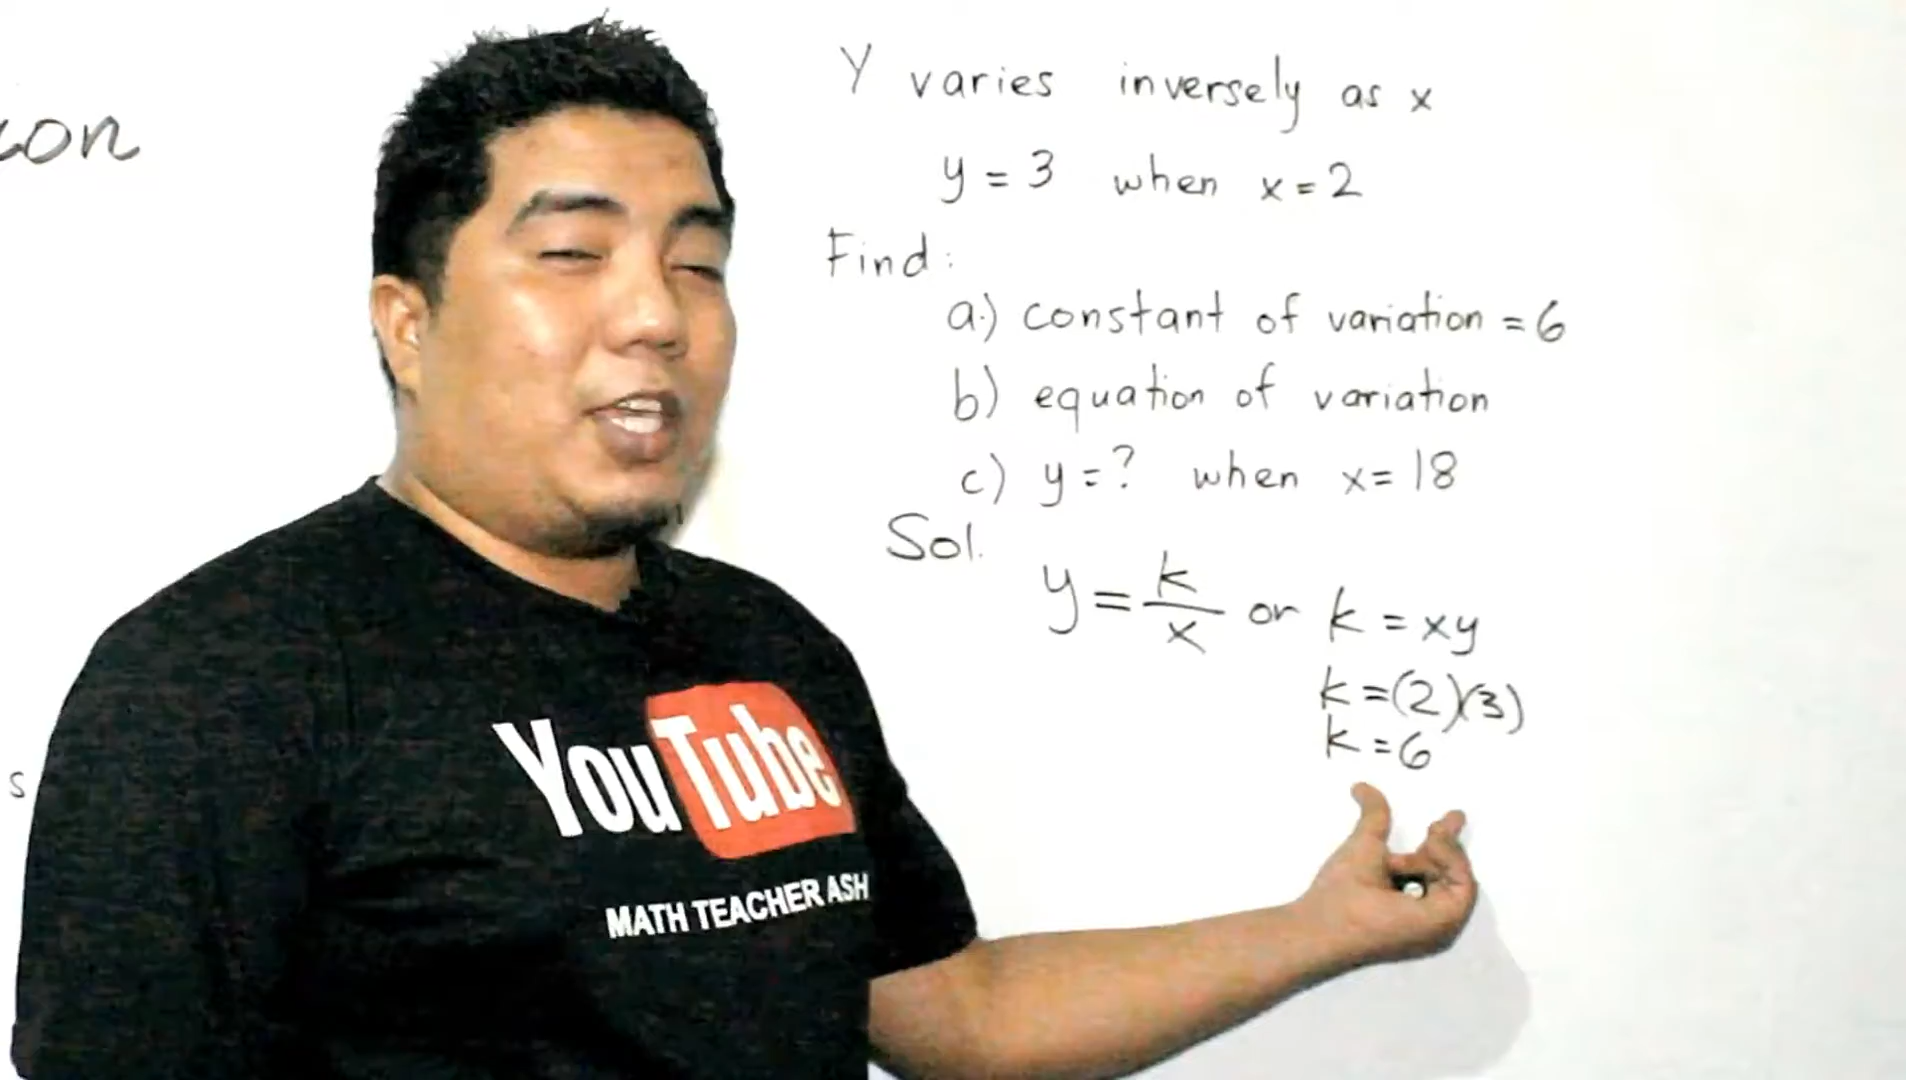 Y varies inversely as x
y = 3 when x = 2
Find:
a.) constant of variation = 6
b) equation of variation
c) y = ? when x = 18
Sol.
y = k/x or k = xy
k = (2)(3)
k = 6
YouTube
MATH TEACHER ASH